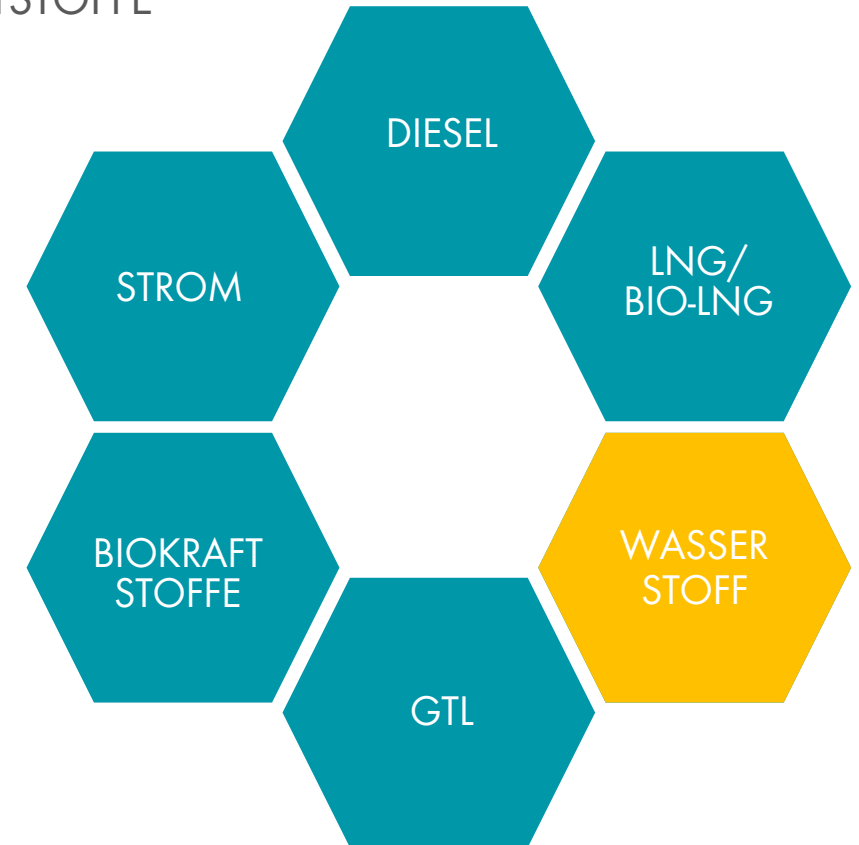 DIESEL
STROM
LNG/
BIO-LNG
BIOKRAFT
STOFFE
WASSER
STOFF
GTL